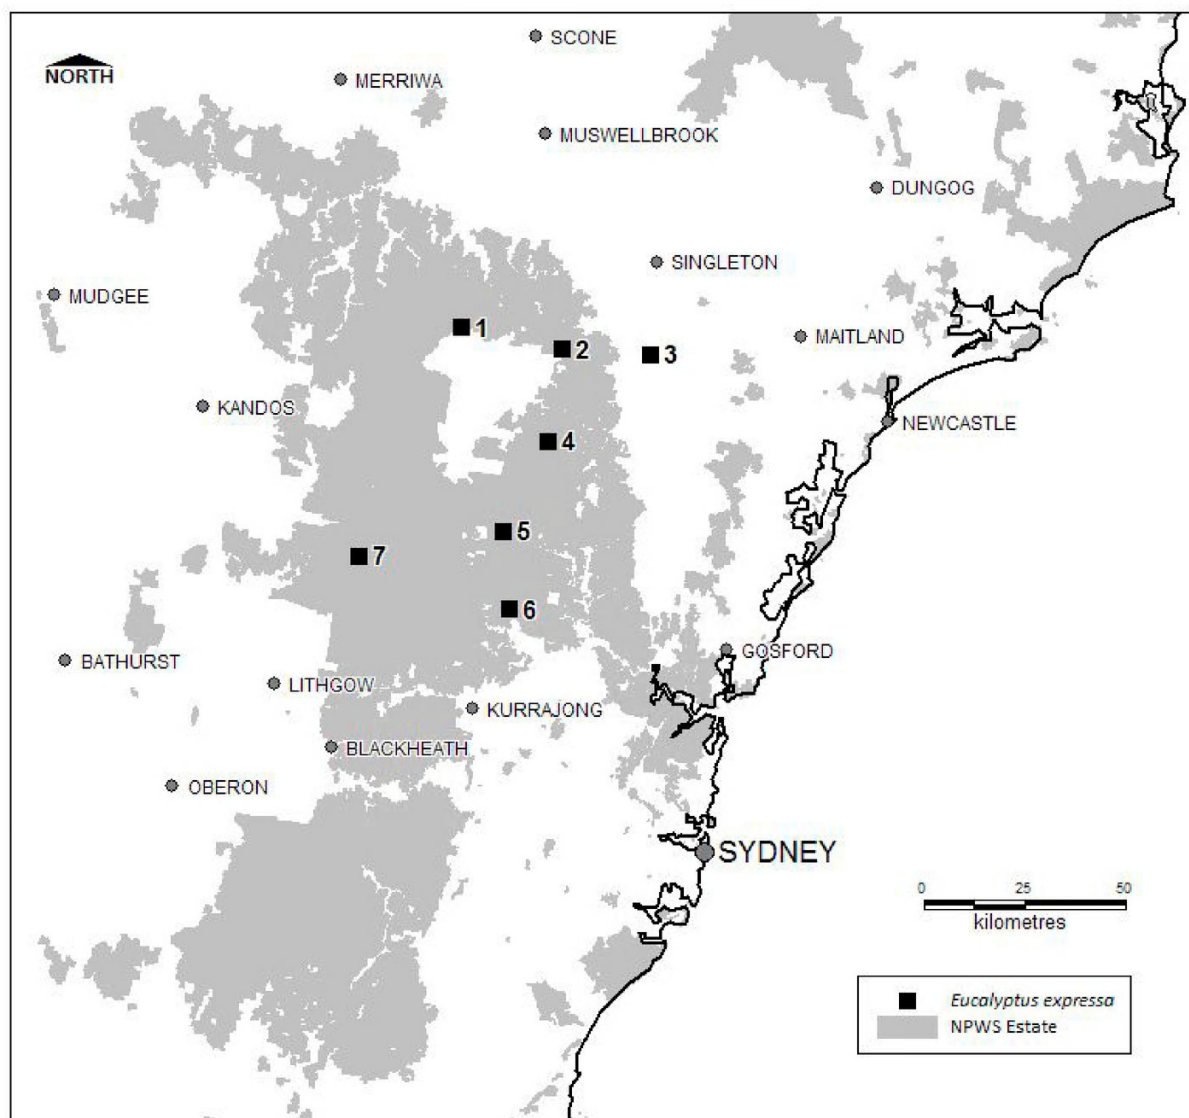 SCONE
NORTH
MERRIWA
MUSWELLBROOK
DUNGOG
SINGLETON
MUDGEE
1
2
3
MAITLAND
KANDOS
NEWCASTLE
4
5
7
6
GOSFORD
BATHURST
LITHGOW
KURRAJONG
BLACKHEATH
OBERON
SYDNEY
0 25 50
kilometres
Eucalyptus expressa
NPWS Estate